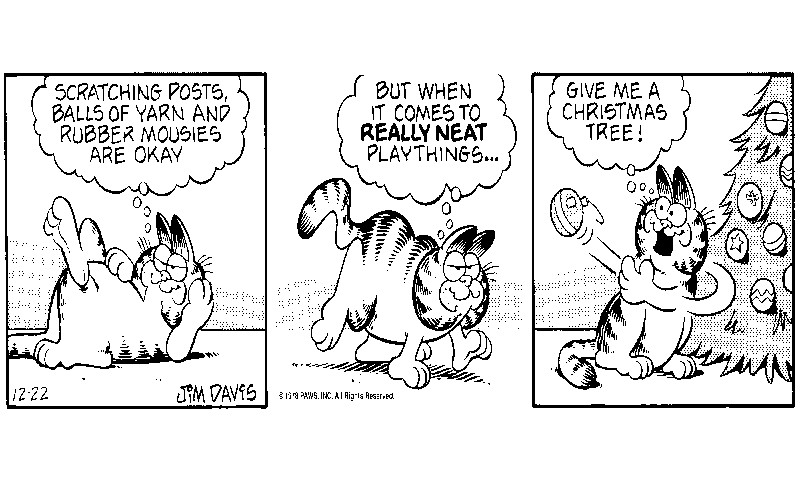 SCRATCHING POSTS,
BALLS OF YARN AND
RUBBER MOUSIES
ARE OKAY
12-22
JIM DAVIS
BUT WHEN
IT COMES TO
REALLY NEAT
PLAYTHINGS...
© 1978 PAWS, INC. All Rights Reserved.
GIVE ME A
CHRISTMAS
TREE!